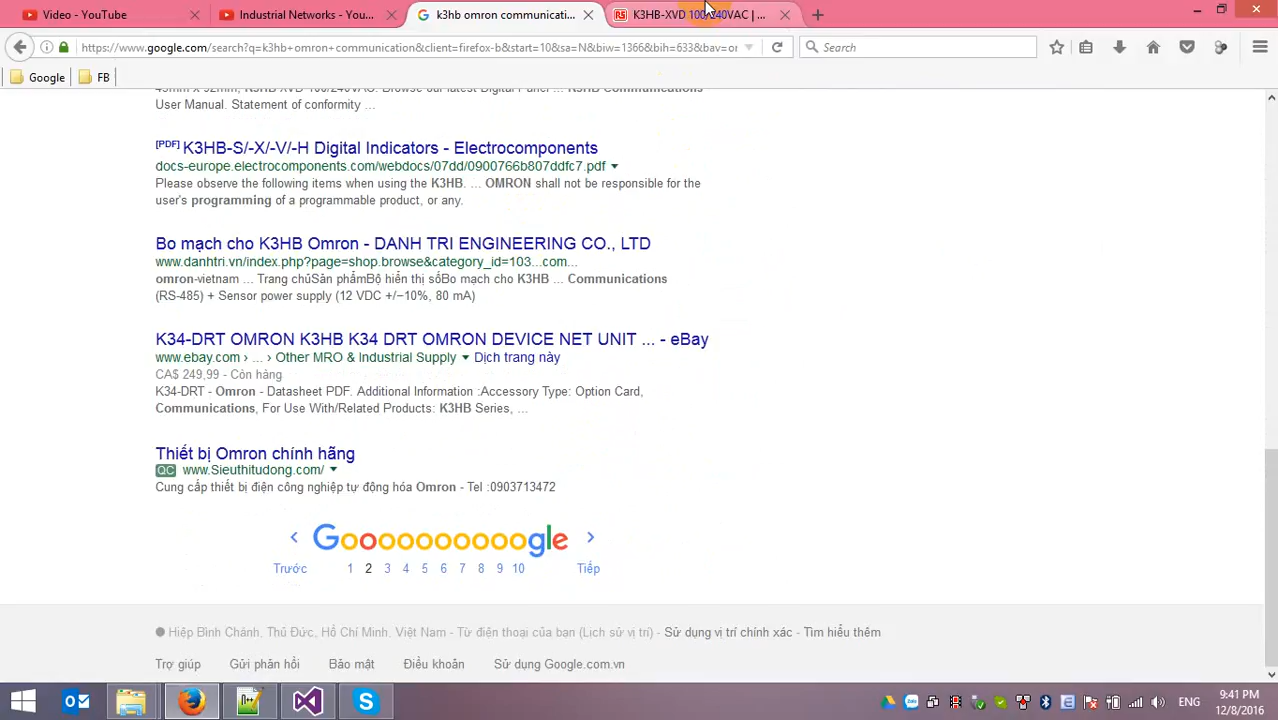 Video - YouTube
Industrial Networks - You...
k3hb omron communicati...
K3HB-XVD 100/240VAC | ...
https://www.google.com/search?q=k3hb+omron+communication&client=firefox-b&start=10&sa=N&biw=1366&bih=633&bav=or
Search
Google
FB
User Manual. Statement of conformity ...
[PDF] K3HB-S/-X/-V/-H Digital Indicators - Electrocomponents
docs-europe.electrocomponents.com/webdocs/07dd/0900766b807ddfc7.pdf
Please observe the following items when using the K3HB. ... OMRON shall not be responsible for the
user's programming of a programmable product, or any.
Bo mạch cho K3HB Omron - DANH TRI ENGINEERING CO., LTD
www.danhtri.vn/index.php?page=shop.browse&category_id=103...com...
omron-vietnam ... Trang chủSản phẩmBộ hiển thị sốBo mạch cho K3HB ... Communications
(RS-485) + Sensor power supply (12 VDC +/−10%, 80 mA)
K34-DRT OMRON K3HB K34 DRT OMRON DEVICE NET UNIT ... - eBay
www.ebay.com › ... › Other MRO & Industrial Supply Dịch trang này
CA$ 249,99 - Còn hàng
K34-DRT - Omron - Datasheet PDF. Additional Information :Accessory Type: Option Card,
Communications, For Use With/Related Products: K3HB Series, ...
Thiết bị Omron chính hãng
QC www.Sieuthitudong.com/
Cung cấp thiết bị điện công nghiệp tự động hóa Omron - Tel :0903713472
Gooooooooooogle
Trước 1 2 3 4 5 6 7 8 9 10 Tiếp
Hiệp Bình Chánh, Thủ Đức, Hồ Chí Minh, Việt Nam - Từ điện thoại của bạn (Lịch sử vị trí) - Sử dụng vị trí chính xác - Tìm hiểu thêm
Trợ giúp Gửi phản hồi Bảo mật Điều khoản Sử dụng Google.com.vn
ENG
9:41 PM
12/8/2016